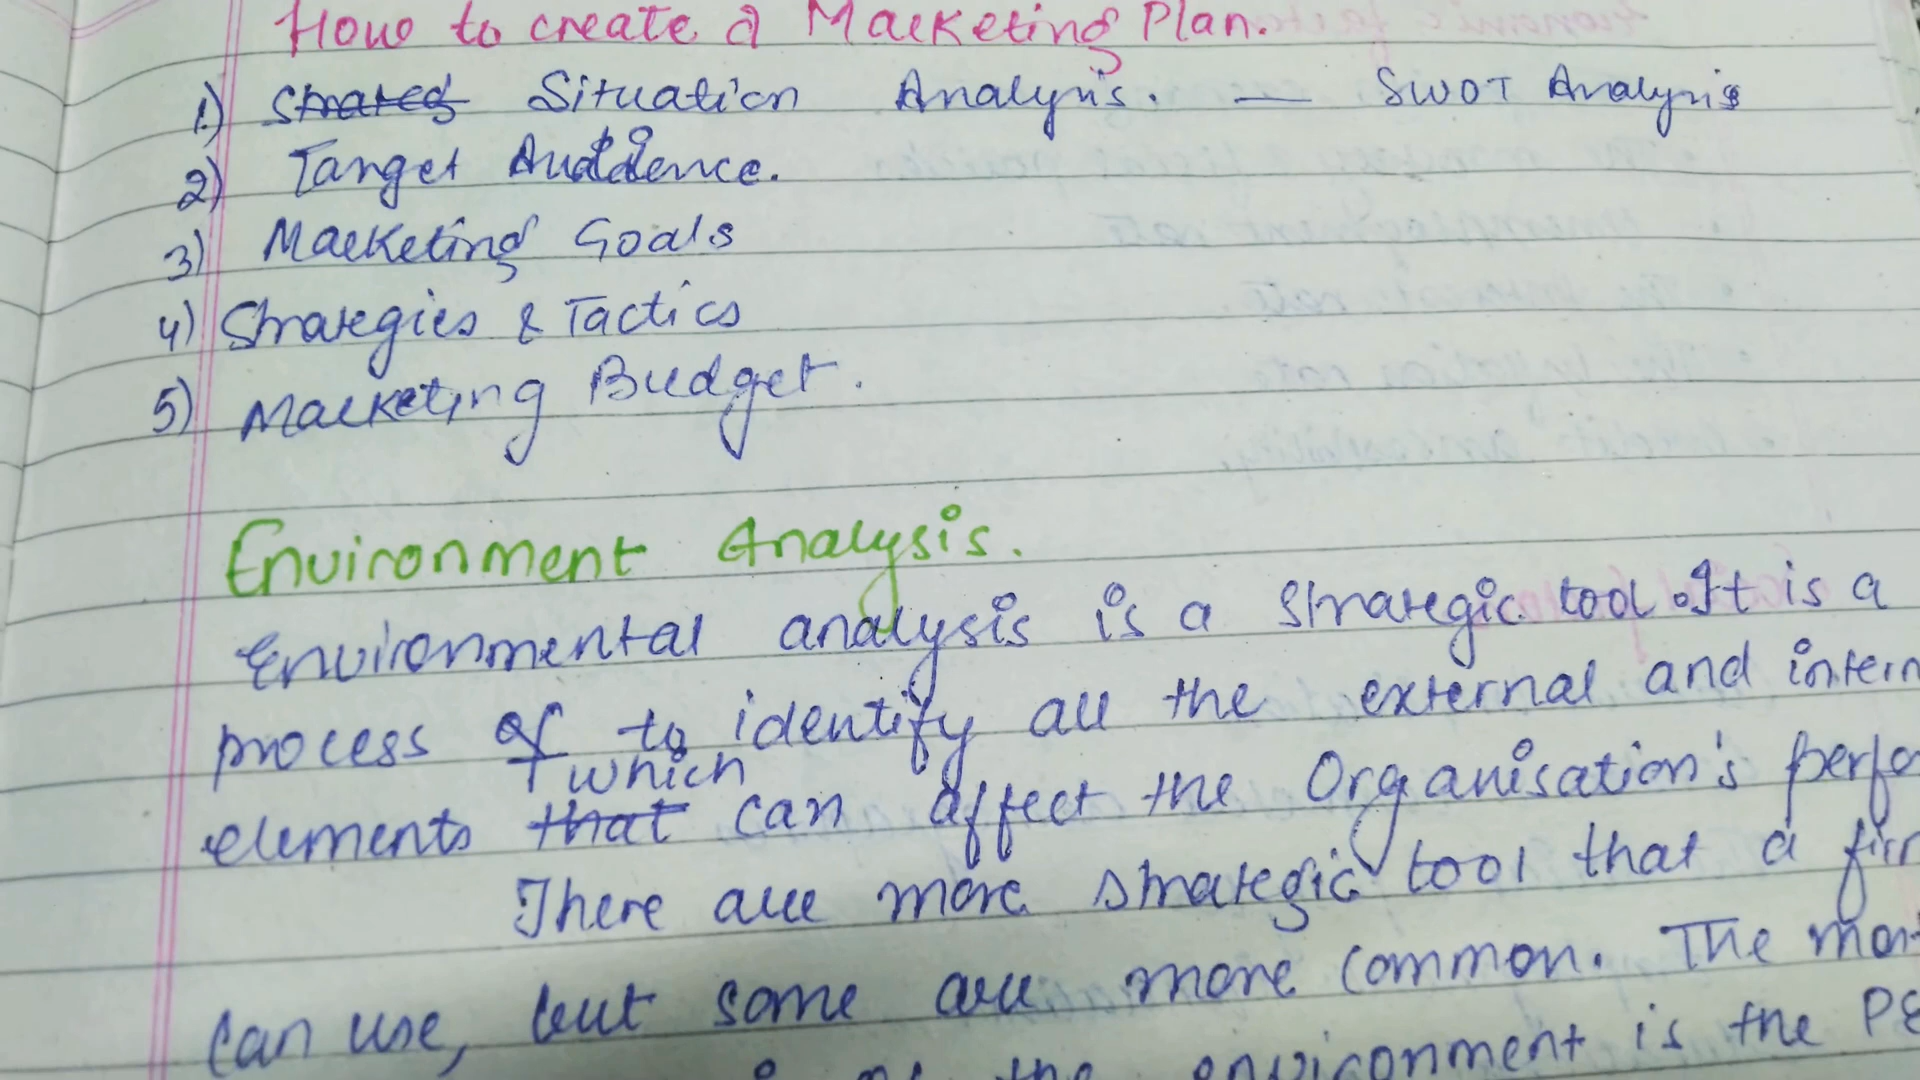 How to create a Marketing Plan.
1) Strateg Situation Analysis. — SWOT Analysis
2) Target Audience.
3) Marketing Goals
4) Strategies & Tactics
5) Marketing Budget.
Environment Analysis.
Environmental analysis is a strategic tool. It is a
process of to identify all the external and intern
which
elements that can affect the Organisation's perfo
There are more strategic tool that a fir
can use, but some are more common. The mos
the environment is the PE